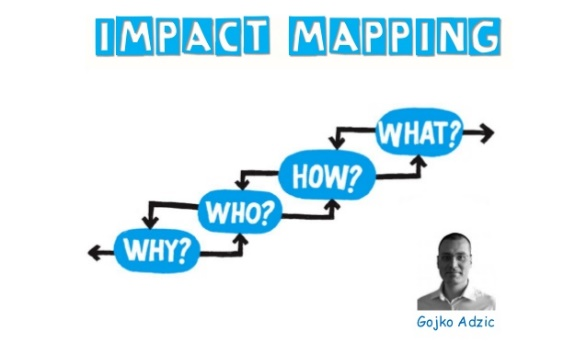 IMPACT MAPPING
WHAT?
HOW?
WHO?
WHY?
Gojko Adzic